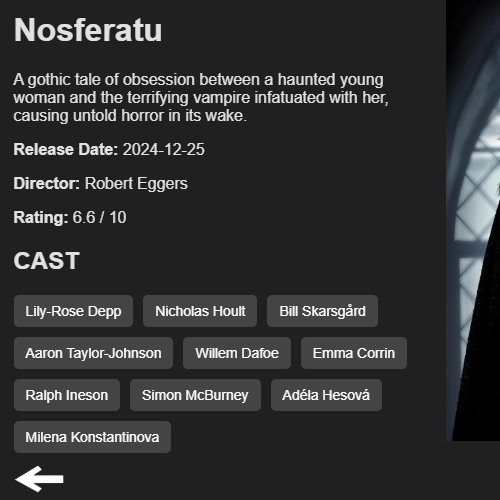 Nosferatu
A gothic tale of obsession between a haunted young
woman and the terrifying vampire infatuated with her,
causing untold horror in its wake.
Release Date: 2024-12-25
Director: Robert Eggers
Rating: 6.6 / 10
CAST
Lily-Rose Depp Nicholas Hoult Bill Skarsgård
Aaron Taylor-Johnson Willem Dafoe Emma Corrin
Ralph Ineson Simon McBurney Adéla Hesová
Milena Konstantinova